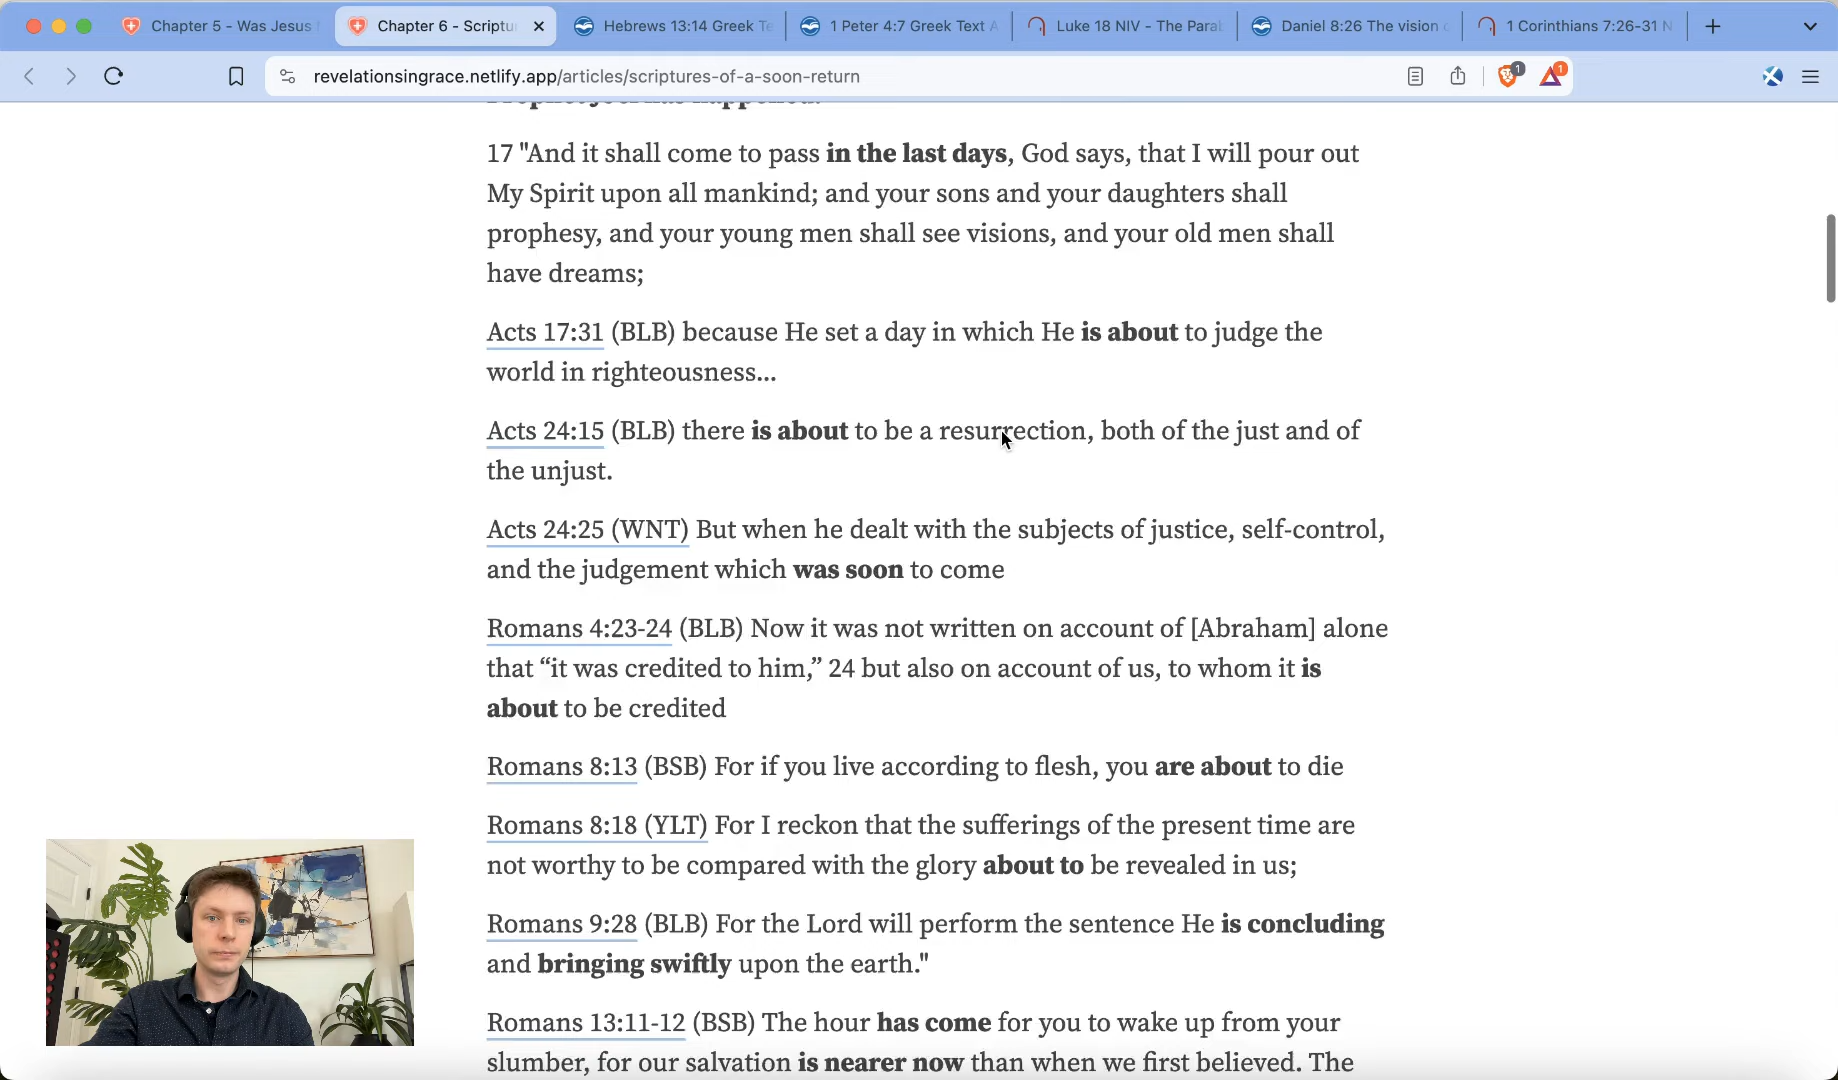 Chapter 5 - Was Jesus
Chapter 6 - Scriptu
Hebrews 13:14 Greek Te
1 Peter 4:7 Greek Text A
Luke 18 NIV - The Parab
Daniel 8:26 The vision
1 Corinthians 7:26-31 N
revelationsingrace.netlify.app/articles/scriptures-of-a-soon-return
1
1
Prophet Joel has happened:
17 "And it shall come to pass in the last days, God says, that I will pour out
My Spirit upon all mankind; and your sons and your daughters shall
prophesy, and your young men shall see visions, and your old men shall
have dreams;
Acts 17:31 (BLB) because He set a day in which He is about to judge the
world in righteousness...
Acts 24:15 (BLB) there is about to be a resurrection, both of the just and of
the unjust.
Acts 24:25 (WNT) But when he dealt with the subjects of justice, self-control,
and the judgement which was soon to come
Romans 4:23-24 (BLB) Now it was not written on account of [Abraham] alone
that “it was credited to him,” 24 but also on account of us, to whom it is
about to be credited
Romans 8:13 (BSB) For if you live according to flesh, you are about to die
Romans 8:18 (YLT) For I reckon that the sufferings of the present time are
not worthy to be compared with the glory about to be revealed in us;
Romans 9:28 (BLB) For the Lord will perform the sentence He is concluding
and bringing swiftly upon the earth."
Romans 13:11-12 (BSB) The hour has come for you to wake up from your
slumber, for our salvation is nearer now than when we first believed. The